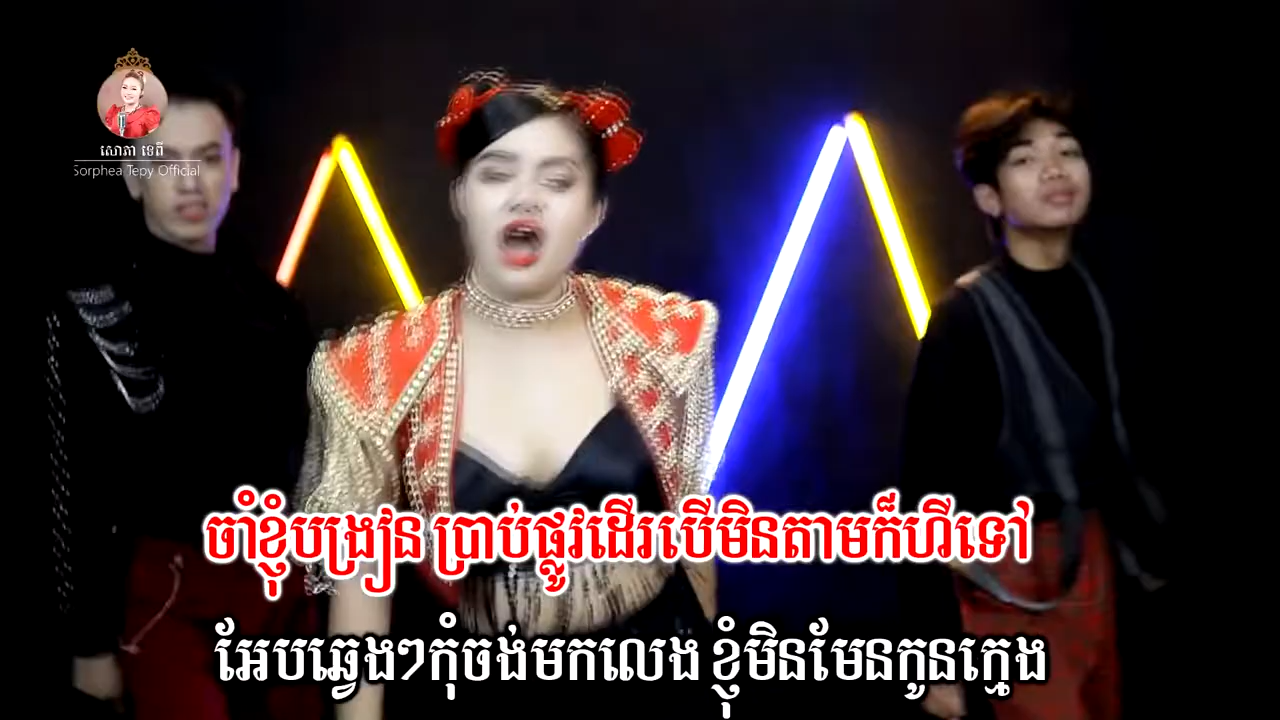 សោភា ទេពី
Sorphea Tepy Official
ចាំខ្ញុំបង្រៀន ប្រាប់ផ្លូវដើរបើមិនតាមក៏ហីទៅ
អែបឆ្វេងៗកុំចង់មកលេង ខ្ញុំមិនមែនកូនក្មេង